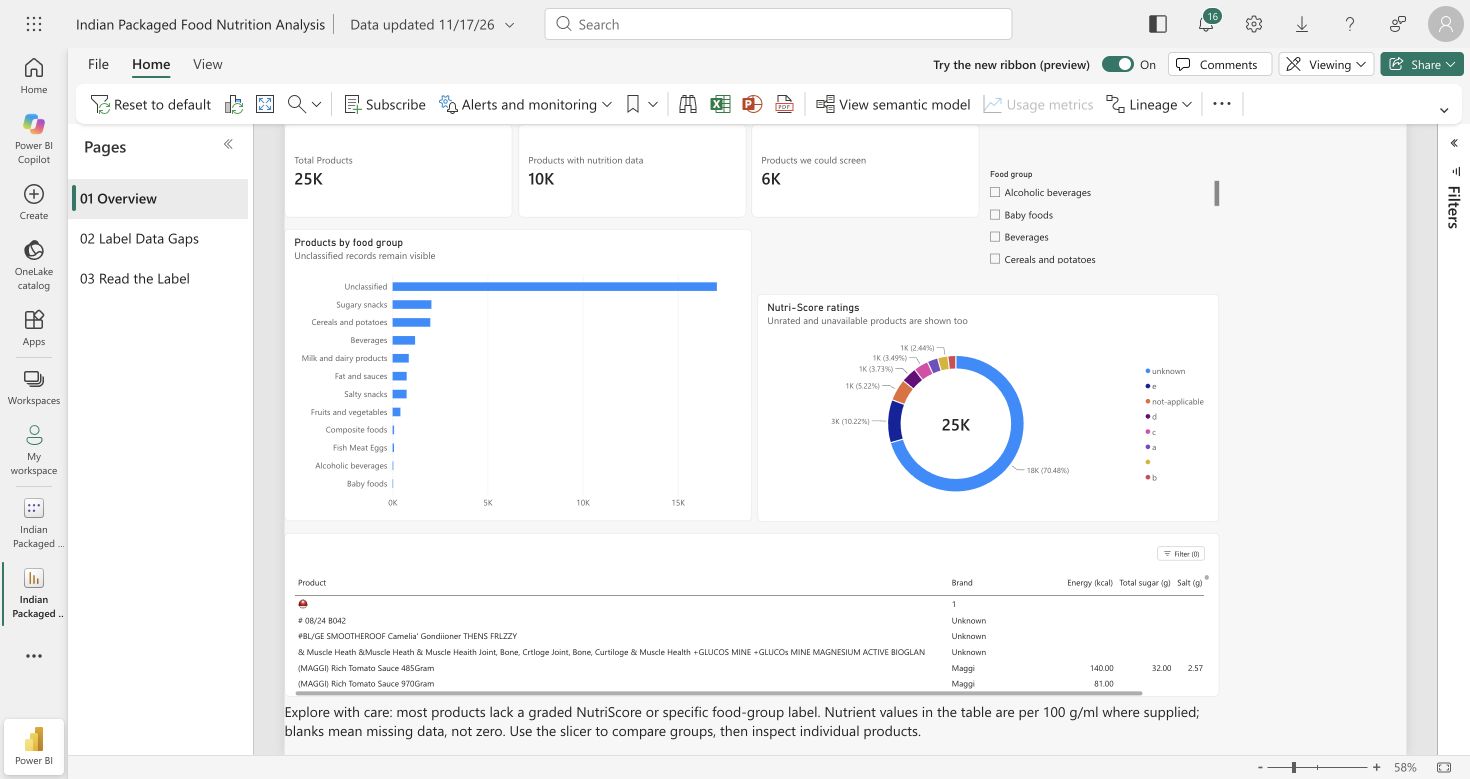 Indian Packaged Food Nutrition Analysis
Data updated 11/17/26
Search
16
File
Home
View
Try the new ribbon (preview)
On
Comments
Viewing
Share
Reset to default
Subscribe
Alerts and monitoring
PDF
View semantic model
Usage metrics
Lineage
Home
Power BI
Copilot
Create
OneLake
catalog
Apps
Workspaces
My
workspace
Indian
Packaged ...
Indian
Packaged ..
Power BI
Pages
01 Overview
02 Label Data Gaps
03 Read the Label
Total Products
25K
Products with nutrition data
10K
Products we could screen
6K
Food group
Alcoholic beverages
Baby foods
Beverages
Cereals and potatoes
Filters
Products by food group
Unclassified records remain visible
Unclassified
Sugary snacks
Cereals and potatoes
Beverages
Milk and dairy products
Fat and sauces
Salty snacks
Fruits and vegetables
Composite foods
Fish Meat Eggs
Alcoholic beverages
Baby foods
0K 5K 10K 15K
Nutri-Score ratings
Unrated and unavailable products are shown too
1K (2.44%)
1K (3.49%)
1K (3.73%)
1K (5.22%)
3K (10.22%)
25K
18K (70.48%)
unknown
e
not-applicable
d
c
a
b
Filter (0)
Product Brand Energy (kcal) Total sugar (g) Salt (g)
1
# 08/24 B042 Unknown
#BL/GE SMOOTHEROOF Camelia' Gondiioner THENS FRLZZY Unknown
& Muscle Heath &Muscle Heath & Muscle Heaith Joint, Bone, Crtloge Joint, Bone, Curtiloge & Muscle Health +GLUCOS MINE +GLUCOs MINE MAGNESIUM ACTIVE BIOGLAN Unknown
(MAGGI) Rich Tomato Sauce 485Gram Maggi 140.00 32.00 2.57
(MAGGI) Rich Tomato Sauce 970Gram Maggi 81.00
Explore with care: most products lack a graded NutriScore or specific food-group label. Nutrient values in the table are per 100 g/ml where supplied;
blanks mean missing data, not zero. Use the slicer to compare groups, then inspect individual products.
58%